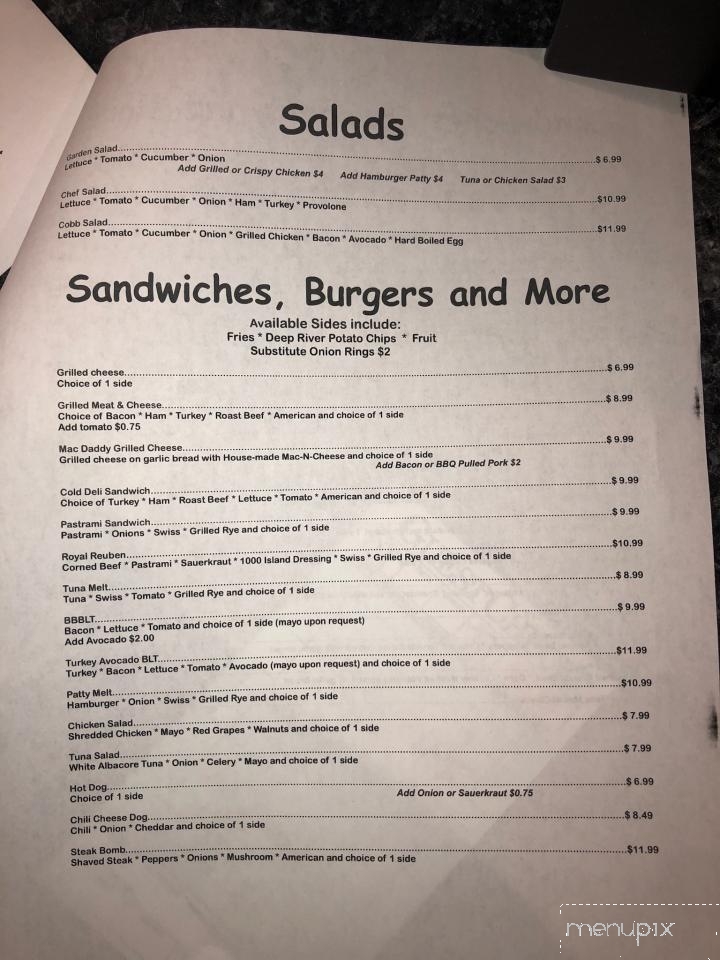 Salads
Garden Salad..........$ 6.99
Lettuce * Tomato * Cucumber * Onion
Add Grilled or Crispy Chicken $4 Add Hamburger Patty $4 Tuna or Chicken Salad $3
Chef Salad..........$10.99
Lettuce * Tomato * Cucumber * Onion * Ham * Turkey * Provolone
Cobb Salad..........$11.99
Lettuce * Tomato * Cucumber * Onion * Grilled Chicken * Bacon * Avocado * Hard Boiled Egg
Sandwiches, Burgers and More
Available Sides include:
Fries * Deep River Potato Chips * Fruit
Substitute Onion Rings $2
Grilled cheese..........$ 6.99
Choice of 1 side
Grilled Meat & Cheese..........$ 8.99
Choice of Bacon * Ham * Turkey * Roast Beef * American and choice of 1 side
Add tomato $0.75
Mac Daddy Grilled Cheese..........$ 9.99
Grilled cheese on garlic bread with House-made Mac-N-Cheese and choice of 1 side
Add Bacon or BBQ Pulled Pork $2
Cold Deli Sandwich..........$ 9.99
Choice of Turkey * Ham * Roast Beef * Lettuce * Tomato * American and choice of 1 side
Pastrami Sandwich..........$ 9.99
Pastrami * Onions * Swiss * Grilled Rye and choice of 1 side
Royal Reuben..........$10.99
Corned Beef * Pastrami * Sauerkraut * 1000 Island Dressing * Swiss * Grilled Rye and choice of 1 side
Tuna Melt..........$ 8.99
Tuna * Swiss * Tomato * Grilled Rye and choice of 1 side
BBBLT..........$ 9.99
Bacon * Lettuce * Tomato and choice of 1 side (mayo upon request)
Add Avocado $2.00
Turkey Avocado BLT..........$11.99
Turkey * Bacon * Lettuce * Tomato * Avocado (mayo upon request) and choice of 1 side
Patty Melt..........$10.99
Hamburger * Onion * Swiss * Grilled Rye and choice of 1 side
Chicken Salad..........$ 7.99
Shredded Chicken * Mayo * Red Grapes * Walnuts and choice of 1 side
Tuna Salad..........$ 7.99
White Albacore Tuna * Onion * Celery * Mayo and choice of 1 side
Hot Dog..........$ 6.99
Choice of 1 side Add Onion or Sauerkraut $0.75
Chili Cheese Dog..........$ 8.49
Chili * Onion * Cheddar and choice of 1 side
Steak Bomb..........$11.99
Shaved Steak * Peppers * Onions * Mushroom * American and choice of 1 side
menupix